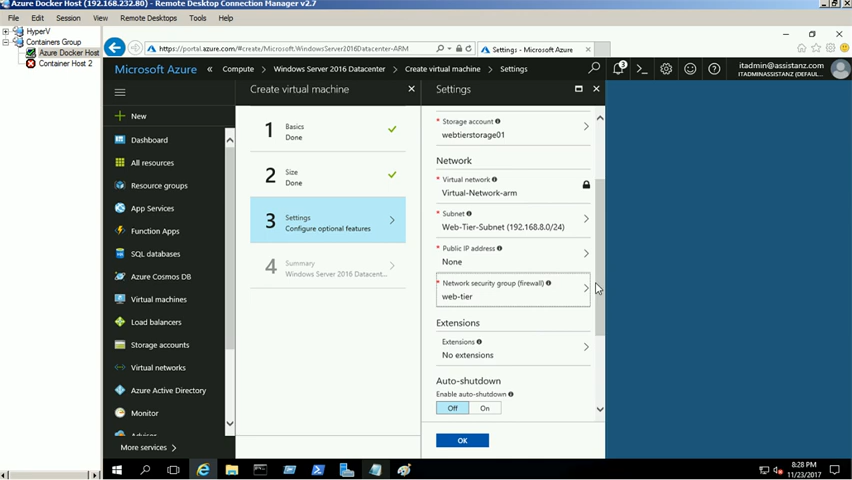 Azure Docker Host (192.168.232.80) - Remote Desktop Connection Manager v2.7
File Edit Session View Remote Desktops Tools Help
HyperV
Containers Group
Azure Docker Host
Container Host 2
https://portal.azure.com/#create/Microsoft.WindowsServer2016Datacenter-ARM
Settings - Microsoft Azure
Microsoft Azure « Compute > Windows Server 2016 Datacenter > Create virtual machine > Settings
3
itadmin@assistanz.com
ITADMINASSISTANZ (DEFAUL...
New
Dashboard
All resources
Resource groups
App Services
Function Apps
SQL databases
Azure Cosmos DB
Virtual machines
Load balancers
Storage accounts
Virtual networks
Azure Active Directory
Monitor
Advisor
More services >
Create virtual machine
1 Basics
Done
2 Size
Done
3 Settings
Configure optional features
4 Summary
Windows Server 2016 Datacent...
Settings
* Storage account
webtierstorage01
Network
* Virtual network
Virtual-Network-arm
* Subnet
Web-Tier-Subnet (192.168.8.0/24)
* Public IP address
None
* Network security group (firewall)
web-tier
Extensions
Extensions
No extensions
Auto-shutdown
Enable auto-shutdown
Off On
OK
8:28 PM
11/23/2017